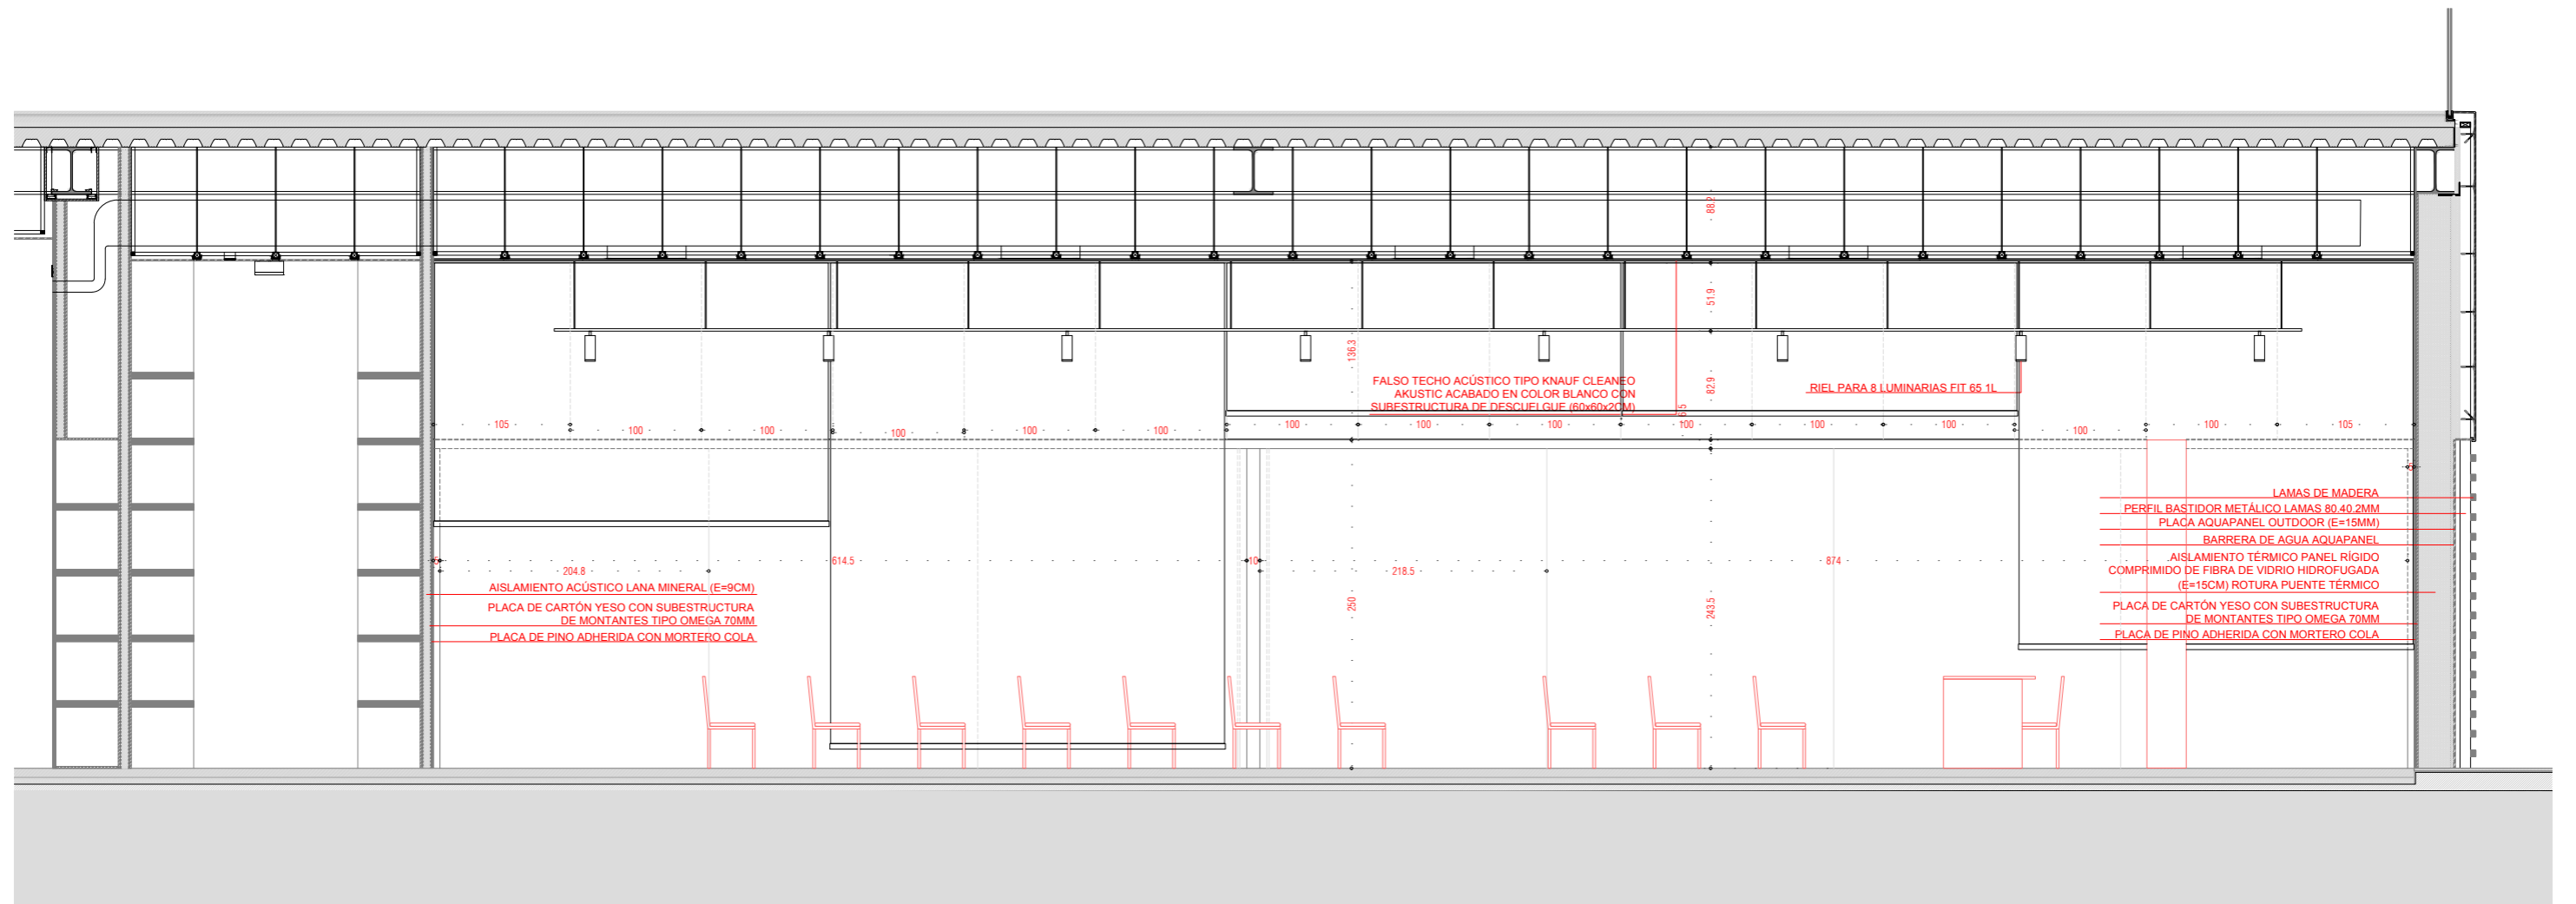 88.2
51.9
136.3
82.9
FALSO TECHO ACÚSTICO TIPO KNAUF CLEANEO
AKUSTIC ACABADO EN COLOR BLANCO CON
SUBESTRUCTURA DE DESCUELGUE (60x60x2CM)
RIEL PARA 8 LUMINARIAS FIT 65 1L
6.5
105
100
100
100
100
100
100
100
100
100
100
100
100
100
105
5
LAMAS DE MADERA
PERFIL BASTIDOR METÁLICO LAMAS 80.40.2MM
PLACA AQUAPANEL OUTDOOR (E=15MM)
BARRERA DE AGUA AQUAPANEL
AISLAMIENTO TÉRMICO PANEL RÍGIDO
COMPRIMIDO DE FIBRA DE VIDRIO HIDROFUGADA
(E=15CM) ROTURA PUENTE TÉRMICO
PLACA DE CARTÓN YESO CON SUBESTRUCTURA
DE MONTANTES TIPO OMEGA 70MM
PLACA DE PINO ADHERIDA CON MORTERO COLA
5
614.5
10
874
204.8
218.5
250
243.5
AISLAMIENTO ACÚSTICO LANA MINERAL (E=9CM)
PLACA DE CARTÓN YESO CON SUBESTRUCTURA
DE MONTANTES TIPO OMEGA 70MM
PLACA DE PINO ADHERIDA CON MORTERO COLA